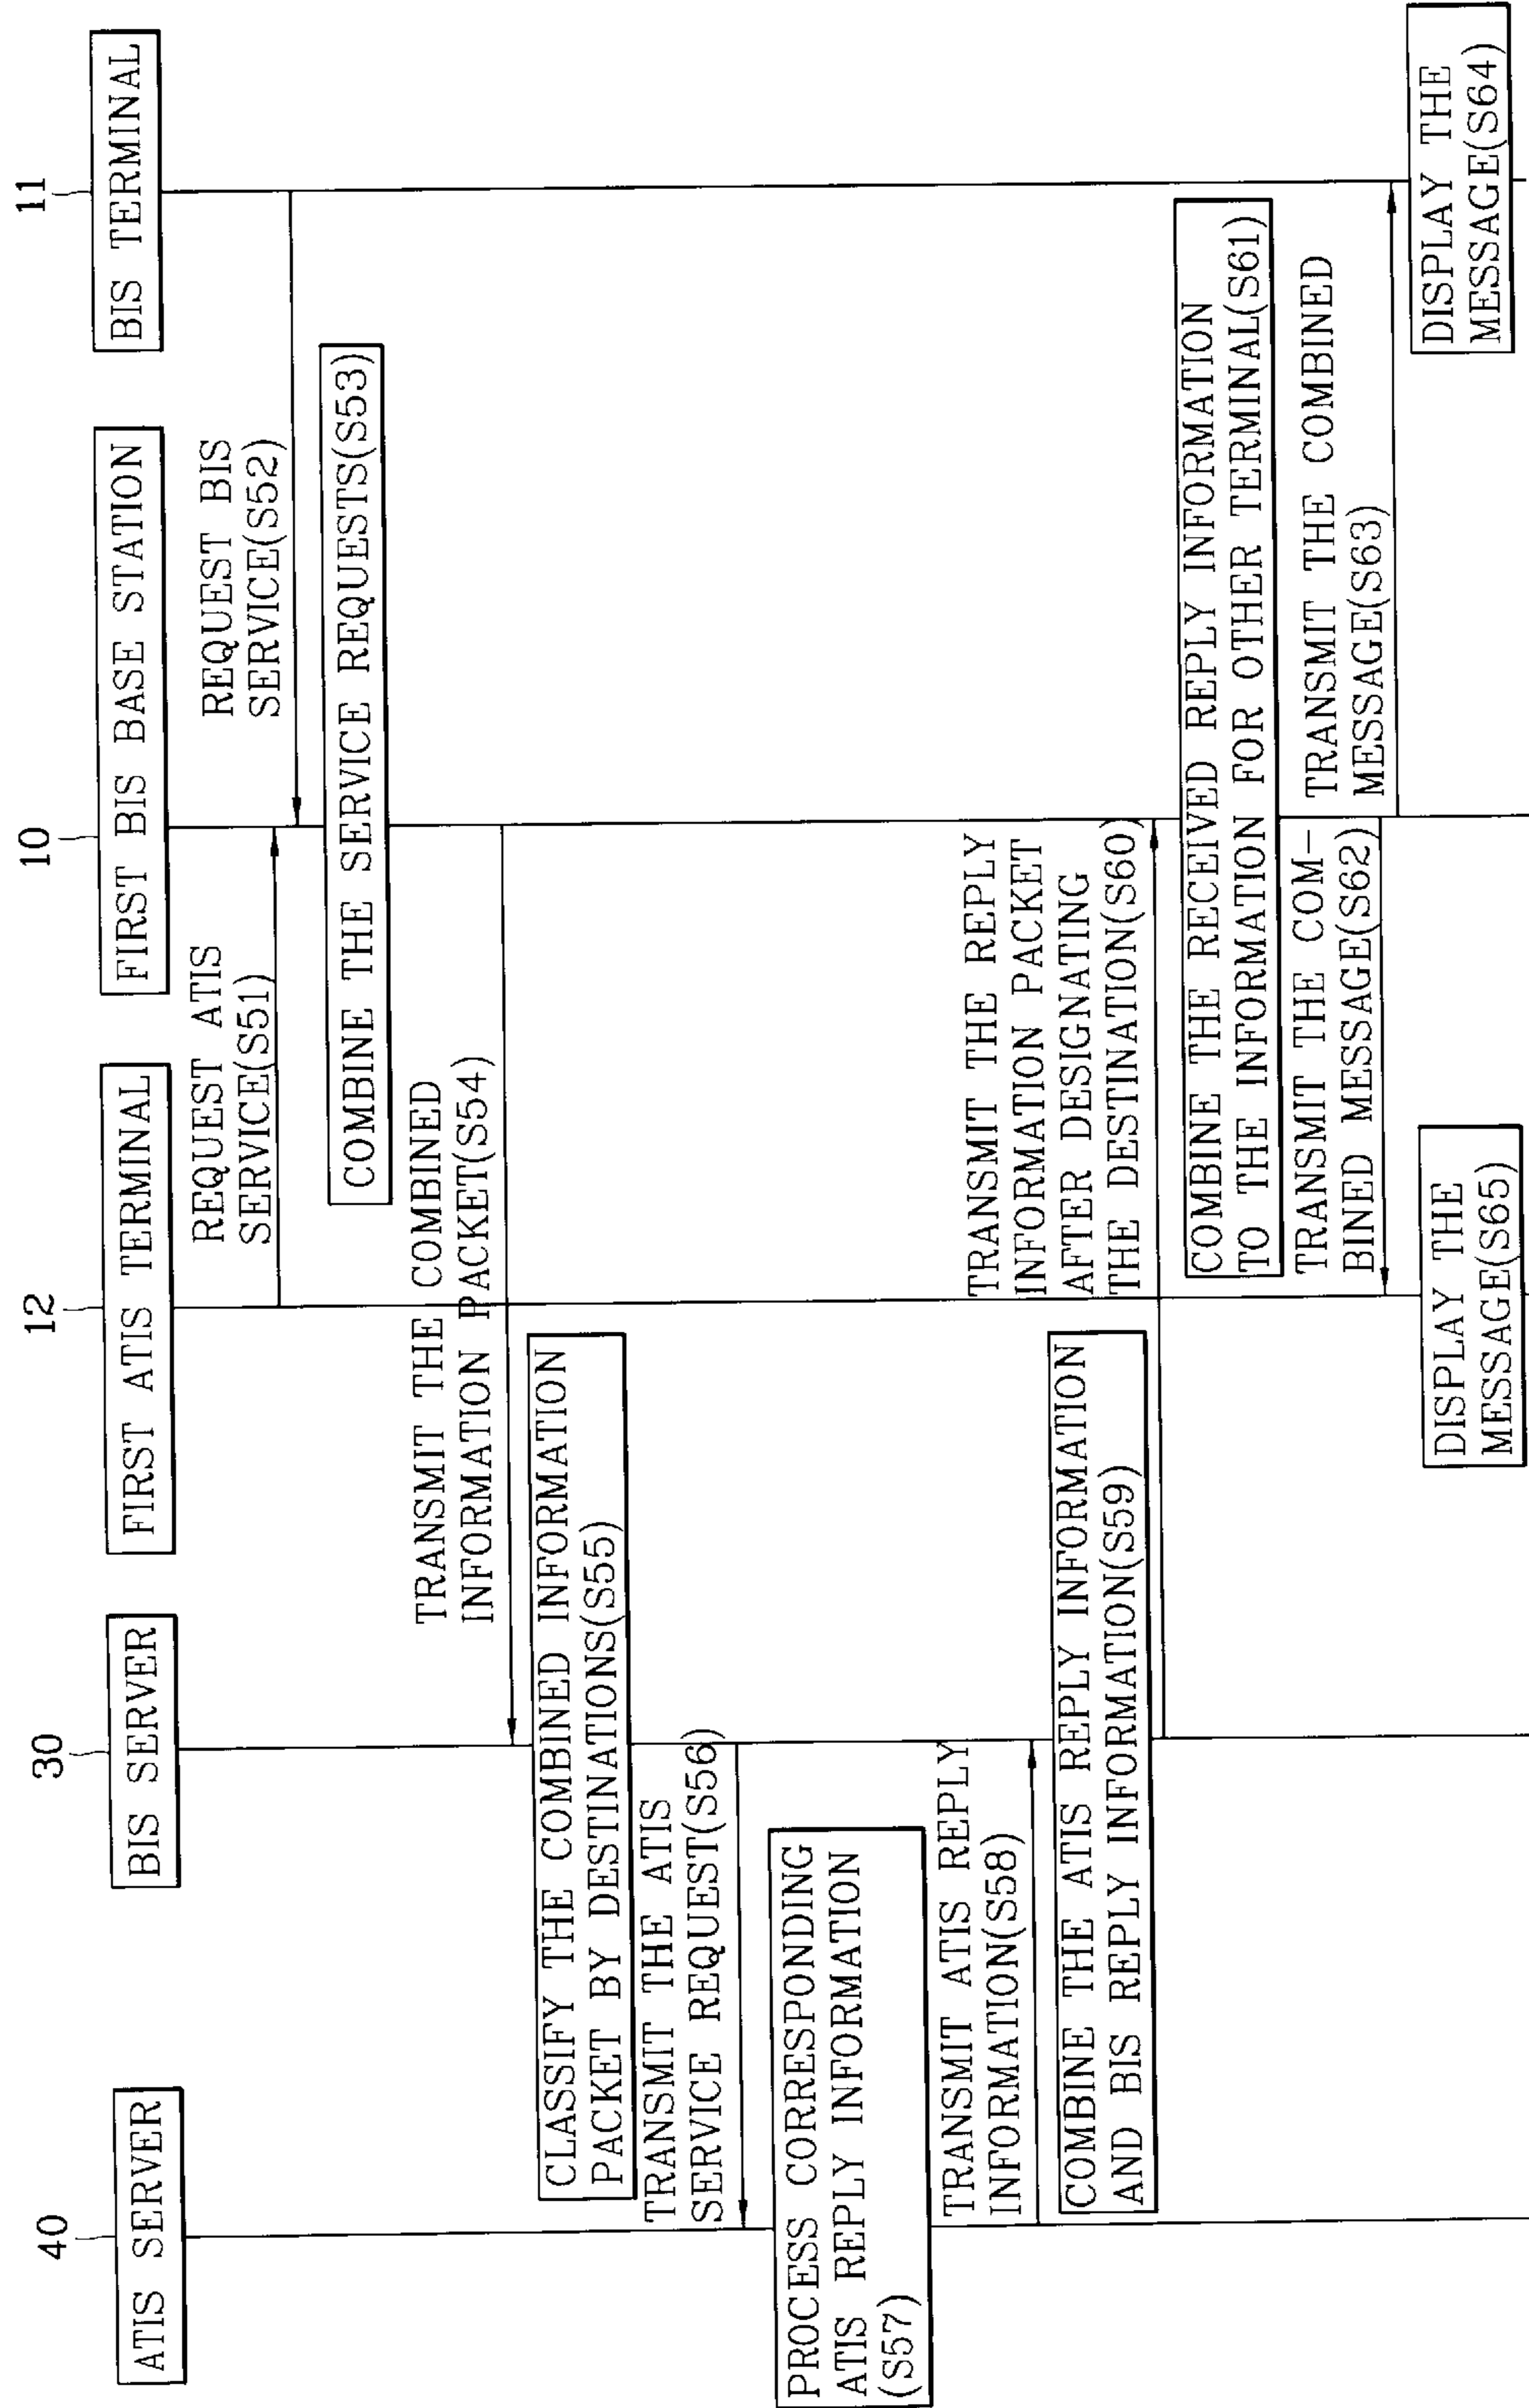 40
ATIS SERVER
30
BIS SERVER
12
FIRST ATIS TERMINAL
10
FIRST BIS BASE STATION
11
BIS TERMINAL
REQUEST ATIS
SERVICE(S51)
REQUEST BIS
SERVICE(S52)
COMBINE THE SERVICE REQUESTS(S53)
TRANSMIT THE COMBINED
INFORMATION PACKET(S54)
CLASSIFY THE COMBINED INFORMATION
PACKET BY DESTINATIONS(S55)
TRANSMIT THE ATIS
SERVICE REQUEST(S56)
PROCESS CORRESPONDING
ATIS REPLY INFORMATION
(S57)
TRANSMIT ATIS REPLY
INFORMATION(S58)
COMBINE THE ATIS REPLY INFORMATION
AND BIS REPLY INFORMATION(S59)
TRANSMIT THE REPLY
INFORMATION PACKET
AFTER DESIGNATING
THE DESTINATION(S60)
COMBINE THE RECEIVED REPLY INFORMATION
TO THE INFORMATION FOR OTHER TERMINAL(S61)
TRANSMIT THE COM-
BINED MESSAGE(S62)
TRANSMIT THE COMBINED
MESSAGE(S63)
DISPLAY THE
MESSAGE(S65)
DISPLAY THE
MESSAGE(S64)